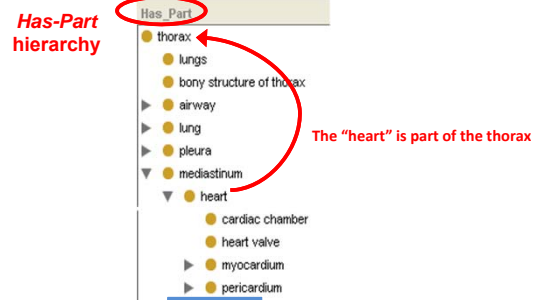 Has-Part
hierarchy
Has_Part
thorax
lungs
bony structure of thorax
airway
lung
pleura
mediastinum
heart
cardiac chamber
heart valve
myocardium
pericardium
The “heart” is part of the thorax